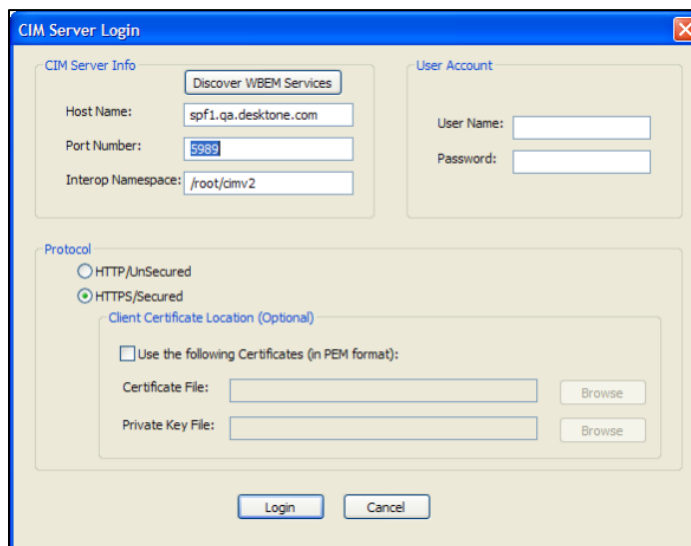 CIM Server Login
CIM Server Info
Discover WBEM Services
Host Name: spf1.qa.desktone.com
Port Number: 5989
Interop Namespace: /root/cimv2
User Account
User Name:
Password:
Protocol
HTTP/UnSecured
HTTPS/Secured
Client Certificate Location (Optional)
Use the following Certificates (in PEM format):
Certificate File: Browse
Private Key File: Browse
Login Cancel